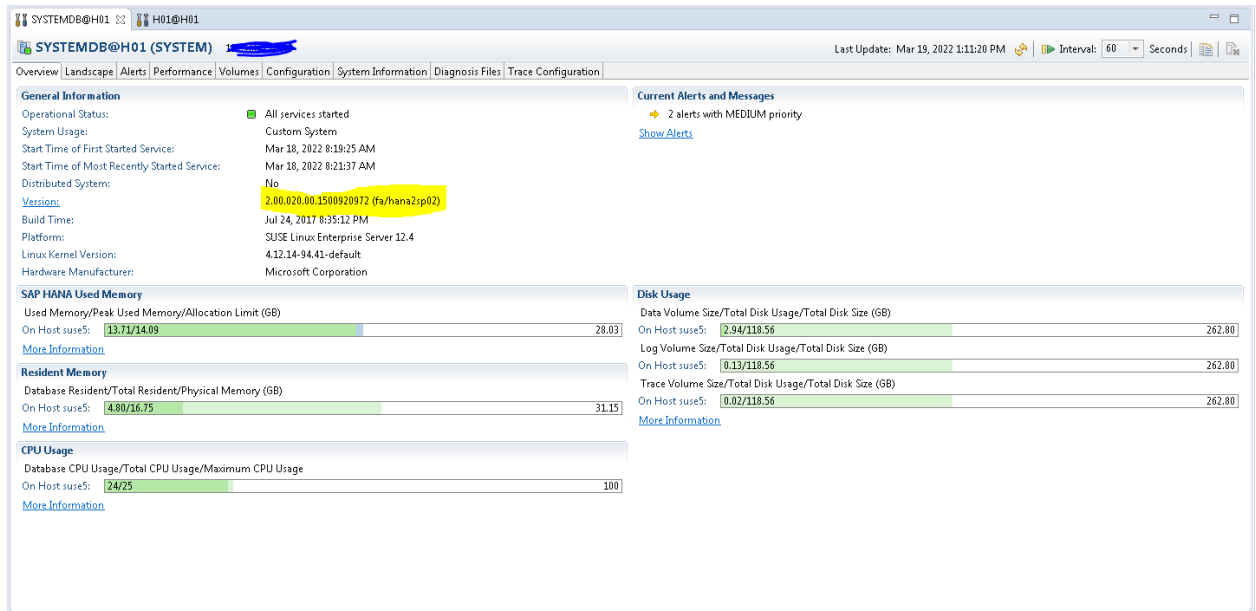 SYSTEMDB@H01 H01@H01
SYSTEMDB@H01 (SYSTEM) Last Update: Mar 19, 2022 1:11:20 PM Interval: 60 Seconds
Overview Landscape Alerts Performance Volumes Configuration System Information Diagnosis Files Trace Configuration
General Information
Operational Status: All services started
System Usage: Custom System
Start Time of First Started Service: Mar 18, 2022 8:19:25 AM
Start Time of Most Recently Started Service: Mar 18, 2022 8:21:37 AM
Distributed System: No
Version: 2.00.020.00.1500920972 (fa/hana2sp02)
Build Time: Jul 24, 2017 8:35:12 PM
Platform: SUSE Linux Enterprise Server 12.4
Linux Kernel Version: 4.12.14-94.41-default
Hardware Manufacturer: Microsoft Corporation
Current Alerts and Messages
2 alerts with MEDIUM priority
Show Alerts
SAP HANA Used Memory
Used Memory/Peak Used Memory/Allocation Limit (GB)
On Host suse5: 13.71/14.09 28.03
More Information
Resident Memory
Database Resident/Total Resident/Physical Memory (GB)
On Host suse5: 4.80/16.75 31.15
More Information
CPU Usage
Database CPU Usage/Total CPU Usage/Maximum CPU Usage
On Host suse5: 24/25 100
More Information
Disk Usage
Data Volume Size/Total Disk Usage/Total Disk Size (GB)
On Host suse5: 2.94/118.56 262.80
Log Volume Size/Total Disk Usage/Total Disk Size (GB)
On Host suse5: 0.13/118.56 262.80
Trace Volume Size/Total Disk Usage/Total Disk Size (GB)
On Host suse5: 0.02/118.56 262.80
More Information